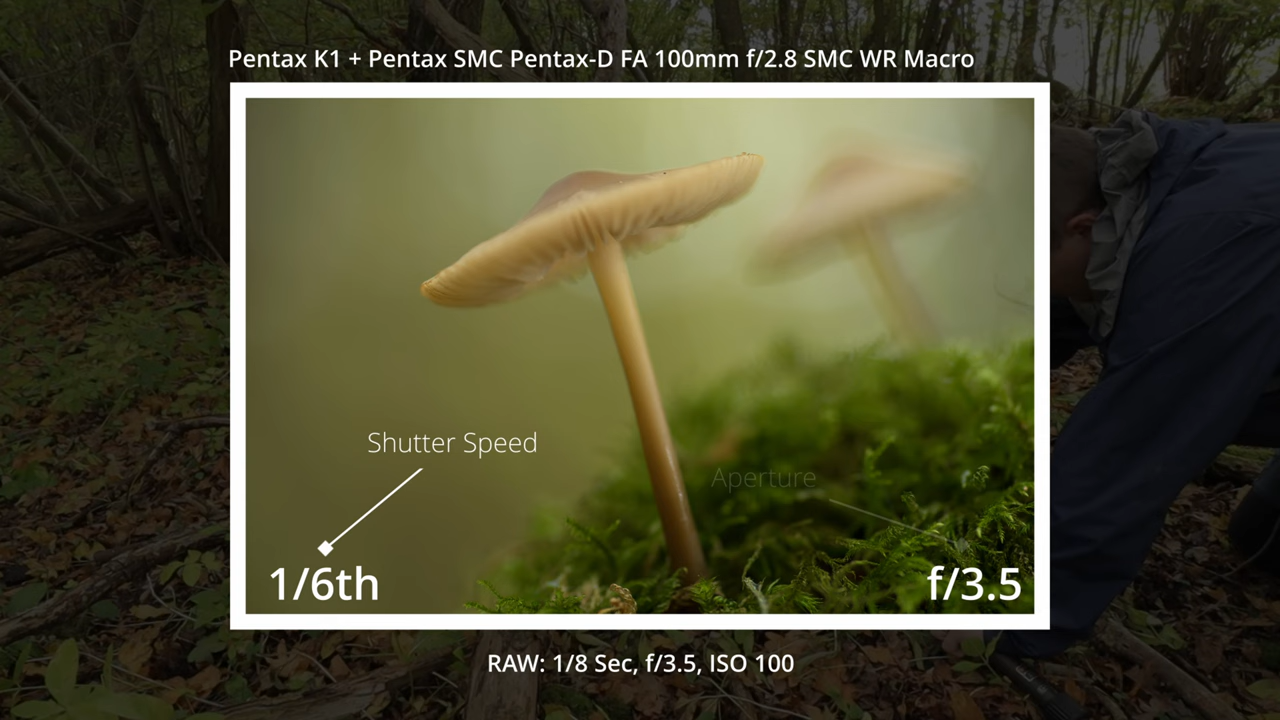 Pentax K1 + Pentax SMC Pentax-D FA 100mm f/2.8 SMC WR Macro
Shutter Speed
Aperture
1/6th
f/3.5
RAW: 1/8 Sec, f/3.5, ISO 100